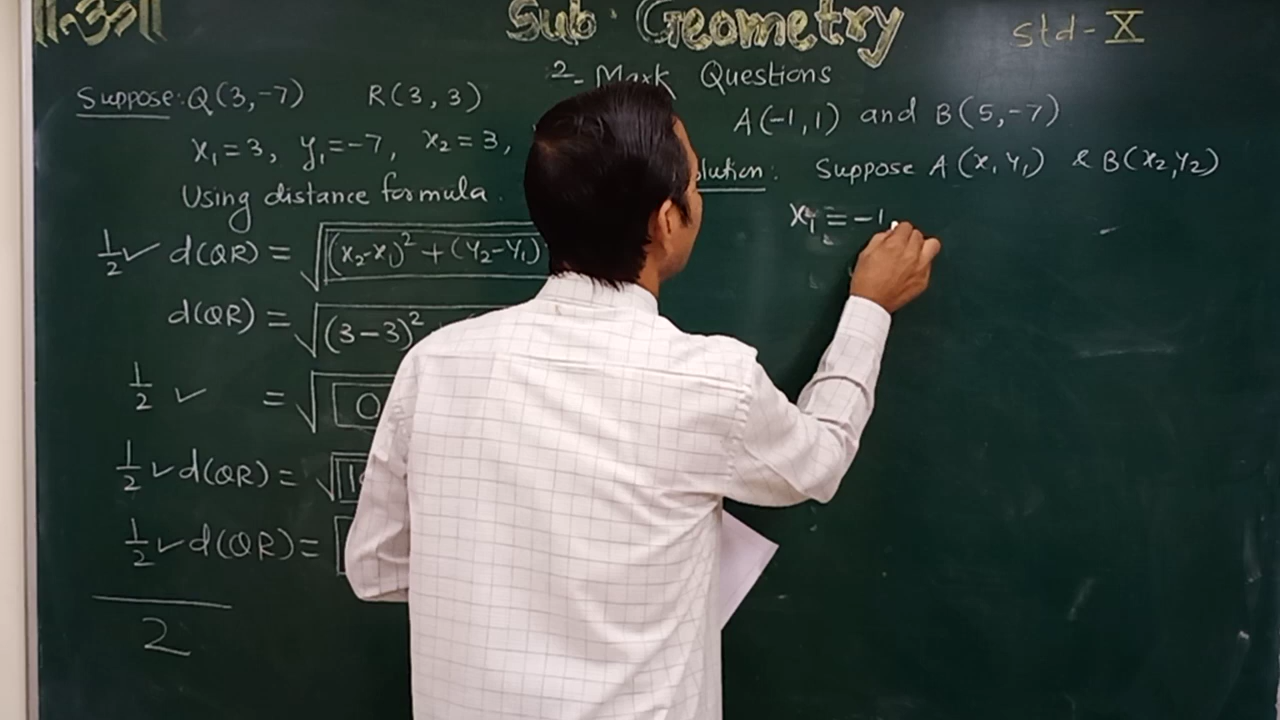 ॥ॐ॥
Sub Geometry
std - X
2- Mark Questions
Suppose: Q(3,-7) R(3, 3)
x₁=3, y₁=-7, x₂=3,
Using distance formula.
½ ✓ d(QR) = √(x₂-x₁)² + (y₂-y₁)
d(QR) = √(3-3)²
½ ✓ = √0
½ ✓ d(QR) = √1
½ ✓ d(QR) =
2
A(-1,1) and B(5,-7)
lution: Suppose A(x, y₁) & B(x₂, y₂)
x₁ = -1